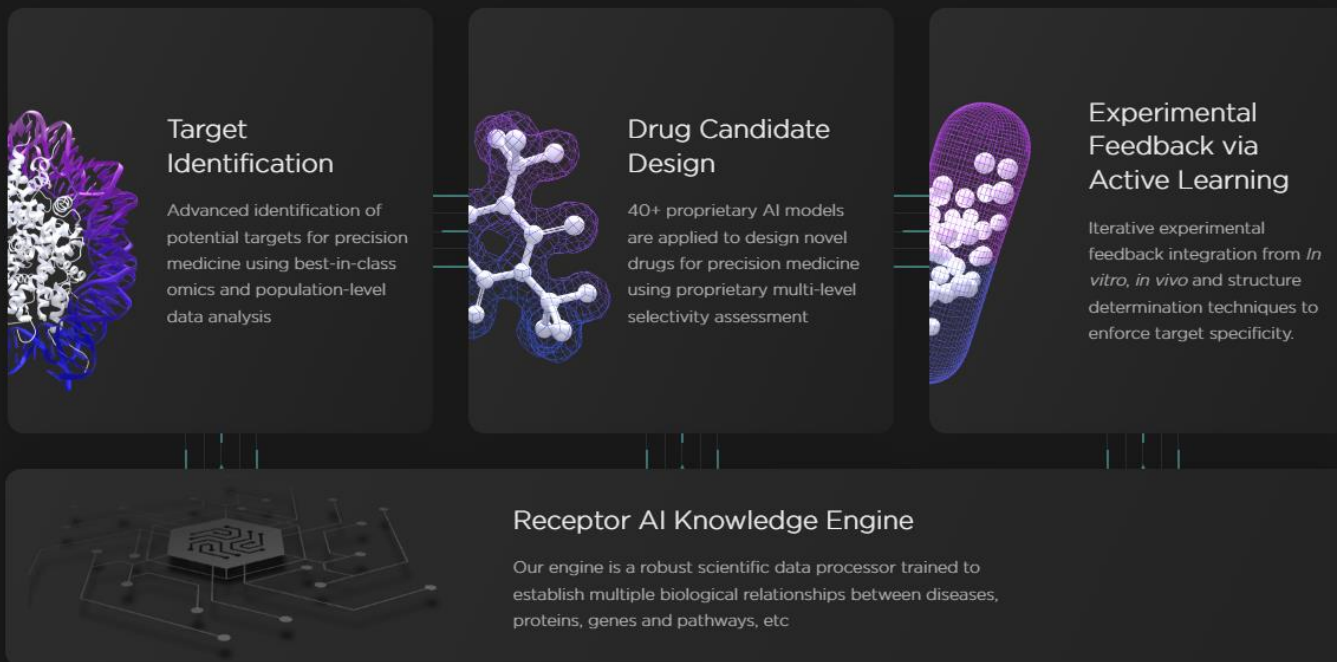 Target
Identification
Advanced identification of
potential targets for precision
medicine using best-in-class
omics and population-level
data analysis
Drug Candidate
Design
40+ proprietary AI models
are applied to design novel
drugs for precision medicine
using proprietary multi-level
selectivity assessment
Experimental
Feedback via
Active Learning
Iterative experimental
feedback integration from In
vitro, in vivo and structure
determination techniques to
enforce target specificity.
Receptor AI Knowledge Engine
Our engine is a robust scientific data processor trained to
establish multiple biological relationships between diseases,
proteins, genes and pathways, etc